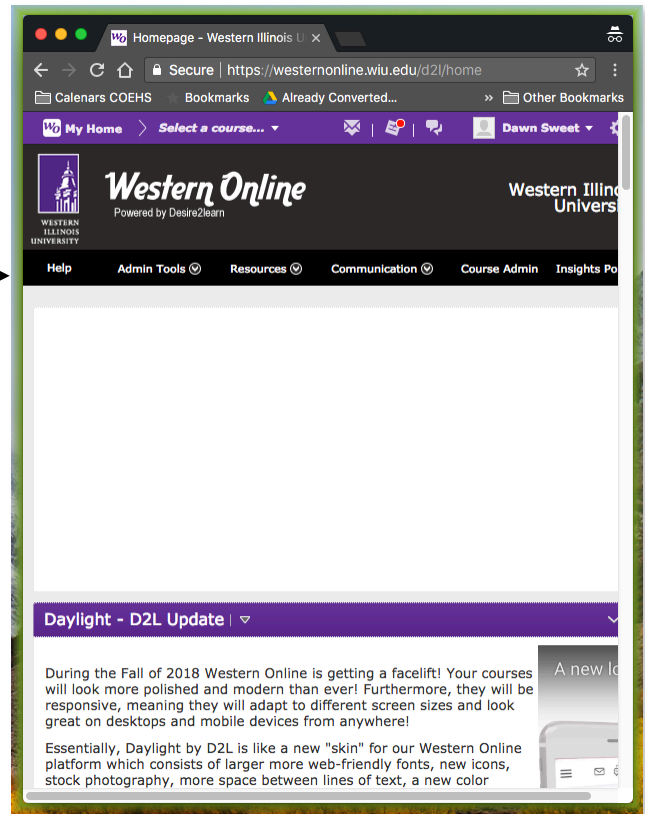 Homepage - Western Illinois U
Secure | https://westernonline.wiu.edu/d2l/home
Calenars COEHS Bookmarks Already Converted... » Other Bookmarks
WO My Home Select a course... Dawn Sweet
WESTERN
ILLINOIS
UNIVERSITY
Western Online
Powered by Desire2learn
Western Illino
Universi
Help Admin Tools Resources Communication Course Admin Insights Po
Daylight - D2L Update
During the Fall of 2018 Western Online is getting a facelift! Your courses
will look more polished and modern than ever! Furthermore, they will be
responsive, meaning they will adapt to different screen sizes and look
great on desktops and mobile devices from anywhere!
Essentially, Daylight by D2L is like a new "skin" for our Western Online
platform which consists of larger more web-friendly fonts, new icons,
stock photography, more space between lines of text, a new color
A new lo